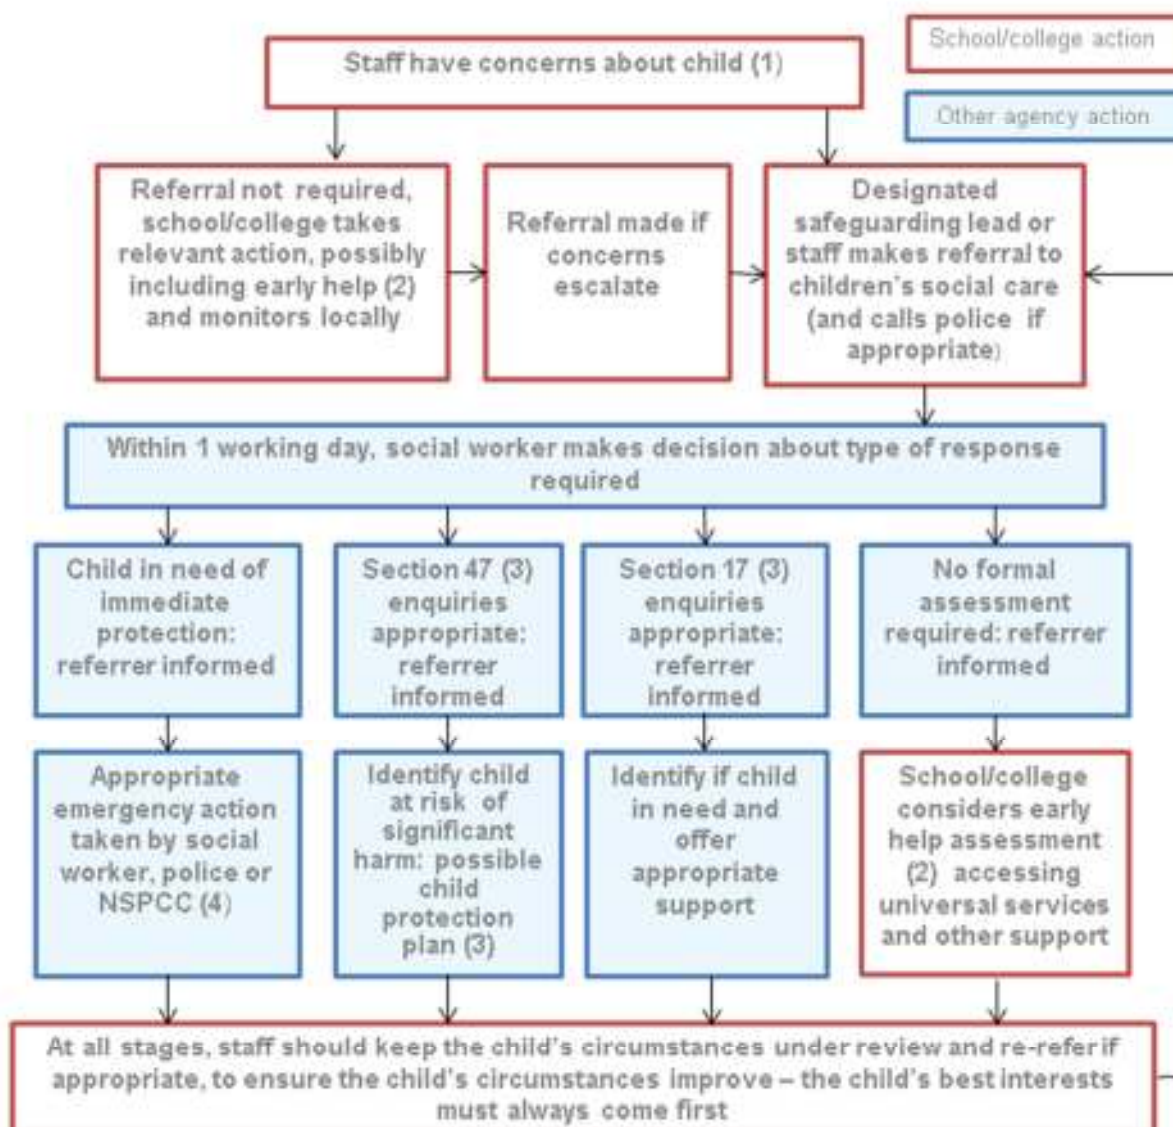 School/college action
Staff have concerns about child (1)
Other agency action
Referral not required,
school/college takes
relevant action, possibly
including early help (2)
and monitors locally
Referral made if
concerns
escalate
Designated
safeguarding lead or
staff makes referral to
children's social care
(and calls police if
appropriate)
Within 1 working day, social worker makes decision about type of response
required
Child in need of
immediate
protection:
referrer informed
Section 47 (3)
enquiries
appropriate:
referrer
informed
Section 17 (3)
enquiries
appropriate:
referrer
informed
No formal
assessment
required: referrer
informed
Appropriate
emergency action
taken by social
worker, police or
NSPCC (4)
Identify child
at risk of
significant
harm: possible
child
protection
plan (3)
Identify if child
in need and
offer
appropriate
support
School/college
considers early
help assessment
(2) accessing
universal services
and other support
At all stages, staff should keep the child's circumstances under review and re-refer if
appropriate, to ensure the child's circumstances improve – the child's best interests
must always come first